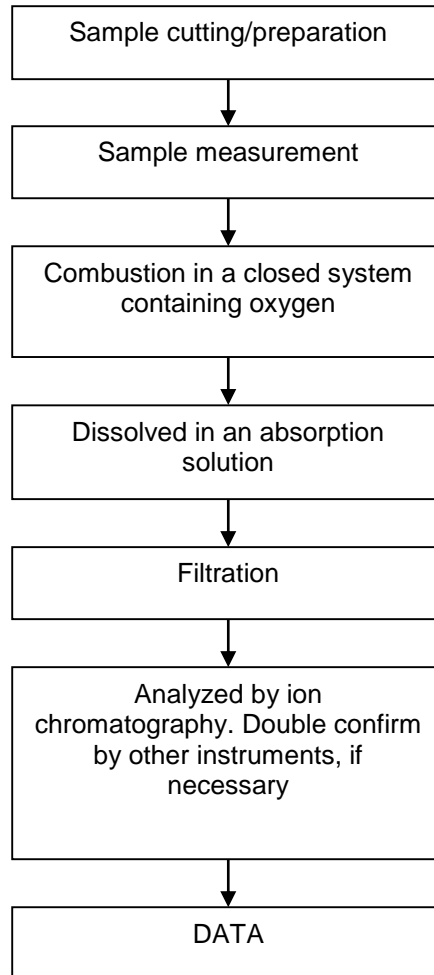 Sample cutting/preparation
Sample measurement
Combustion in a closed system
containing oxygen
Dissolved in an absorption
solution
Filtration
Analyzed by ion
chromatography. Double confirm
by other instruments, if
necessary
DATA